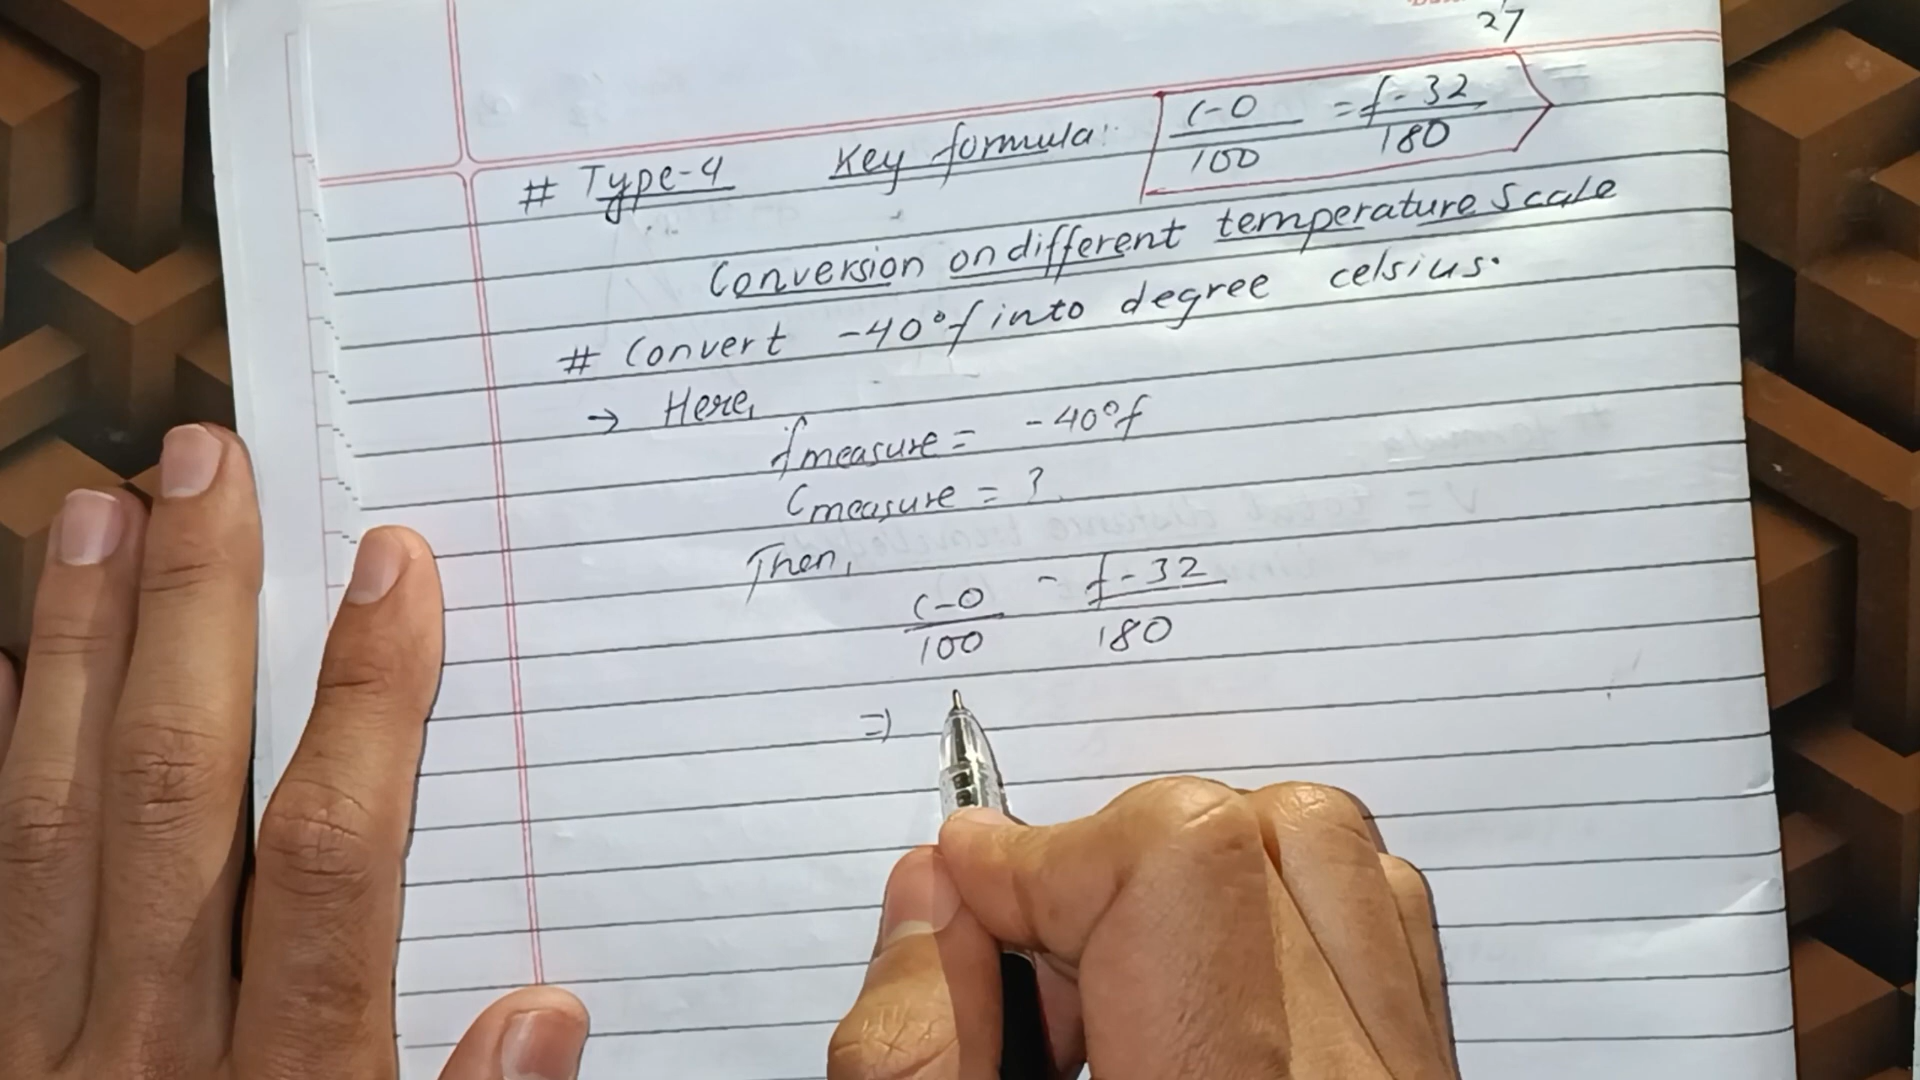 27
# Type-4 Key formula: C-0/100 = f-32/180
Conversion on different temperature Scale
# Convert -40°f into degree celsius.
→ Here,
fmeasure = -40°f
Cmeasure = ?
Then,
C-0/100 = f-32/180
=)